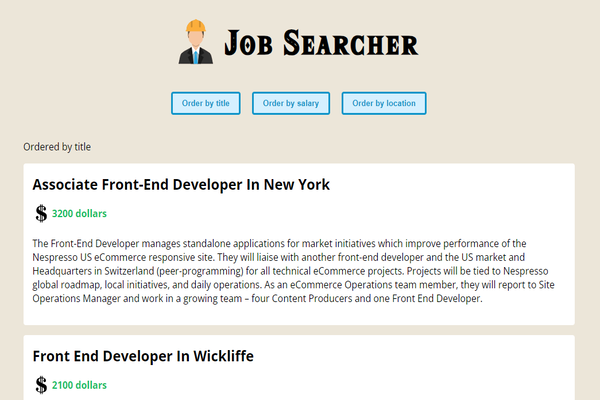 Job Searcher
Order by title Order by salary Order by location
Ordered by title
Associate Front-End Developer In New York
$ 3200 dollars
The Front-End Developer manages standalone applications for market initiatives which improve performance of the
Nespresso US eCommerce responsive site. They will liaise with another front-end developer and the US market and
Headquarters in Switzerland (peer-programming) for all technical eCommerce projects. Projects will be tied to Nespresso
global roadmap, local initiatives, and daily operations. As an eCommerce Operations team member, they will report to Site
Operations Manager and work in a growing team – four Content Producers and one Front End Developer.
Front End Developer In Wickliffe
$ 2100 dollars